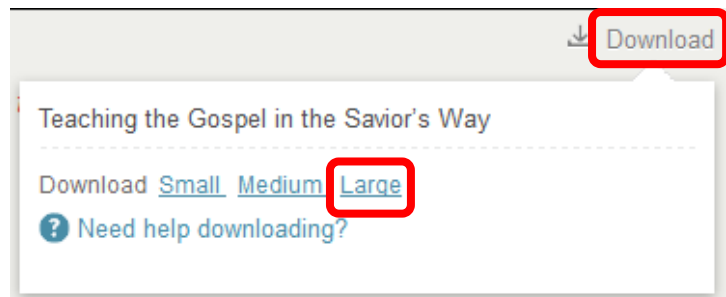 Download
Teaching the Gospel in the Savior's Way
Download Small Medium Large
? Need help downloading?